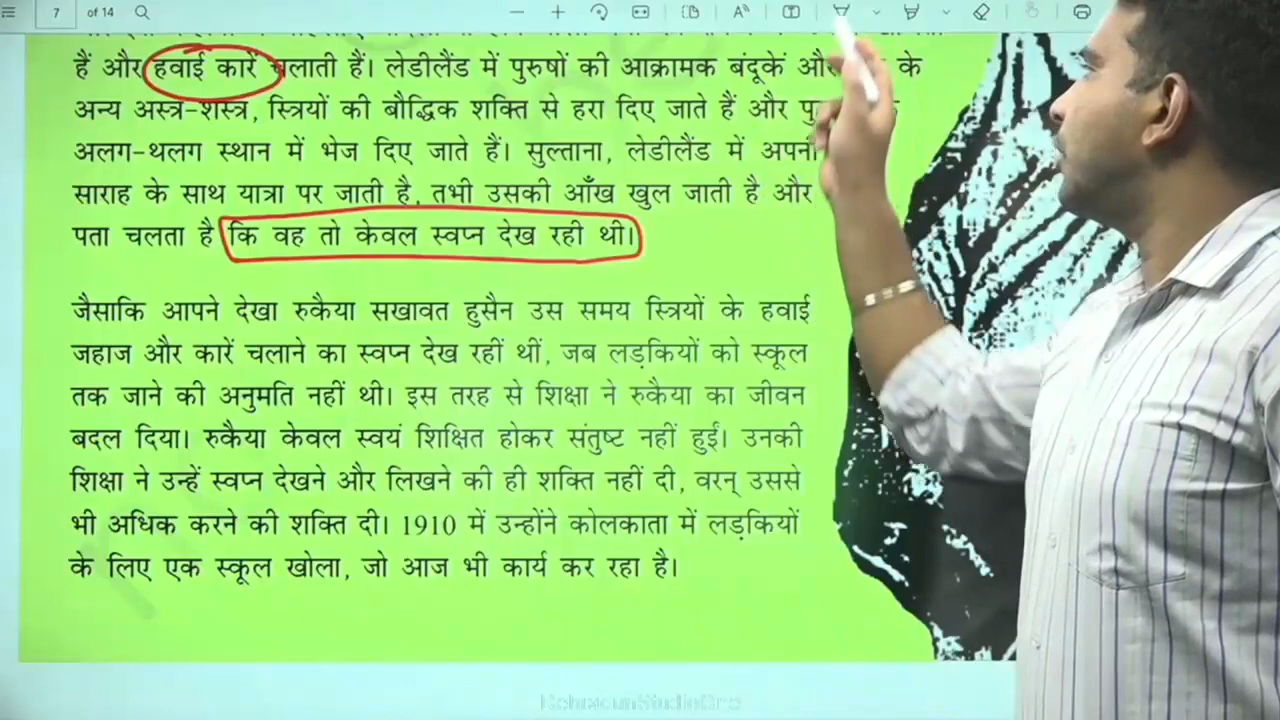 7 of 14
हैं और हवाई कारें चलाती हैं। लेडीलैंड में पुरुषों की आक्रामक बंदूकें और के
अन्य अस्त्र-शस्त्र, स्त्रियों की बौद्धिक शक्ति से हरा दिए जाते हैं और
अलग-थलग स्थान में भेज दिए जाते हैं। सुल्ताना, लेडीलैंड में अपनी
साराह के साथ यात्रा पर जाती है, तभी उसकी आँख खुल जाती है और
पता चलता है कि वह तो केवल स्वप्न देख रही थी।
जैसाकि आपने देखा रुकैया सखावत हुसैन उस समय स्त्रियों के हवाई
जहाज और कारें चलाने का स्वप्न देख रहीं थीं, जब लड़कियों को स्कूल
तक जाने की अनुमति नहीं थी। इस तरह से शिक्षा ने रुकैया का जीवन
बदल दिया। रुकैया केवल स्वयं शिक्षित होकर संतुष्ट नहीं हुईं। उनकी
शिक्षा ने उन्हें स्वप्न देखने और लिखने की ही शक्ति नहीं दी, वरन् उससे
भी अधिक करने की शक्ति दी। 1910 में उन्होंने कोलकाता में लड़कियों
के लिए एक स्कूल खोला, जो आज भी कार्य कर रहा है।